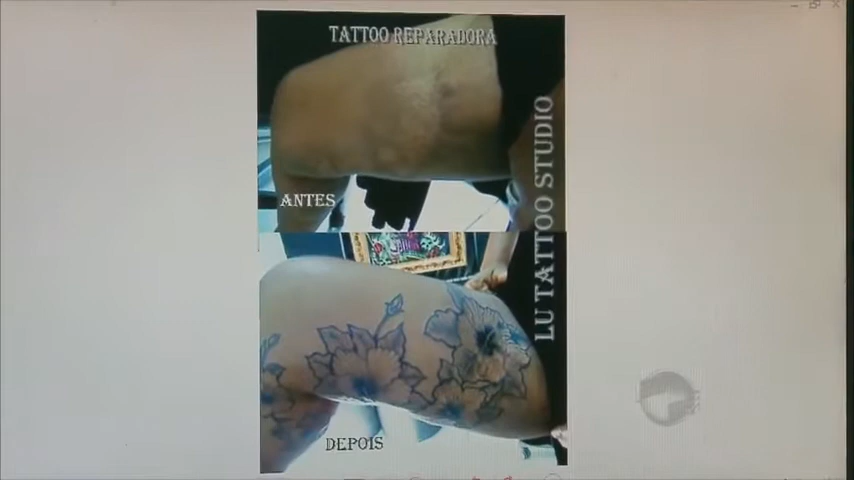 TATTOO REPARADORA
LU TATTOO STUDIO
ANTES
DEPOIS